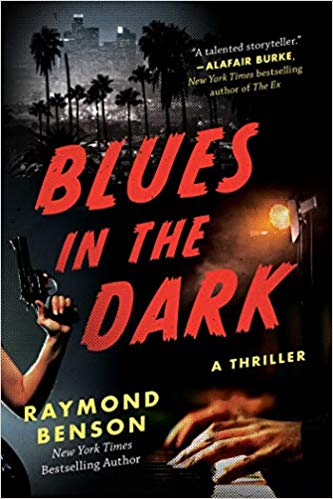 "A talented storyteller."
—ALAFAIR BURKE,
New York Times bestselling
author of The Ex
BLUES
IN THE
DARK
A THRILLER
RAYMOND
BENSON
New York Times
Bestselling Author